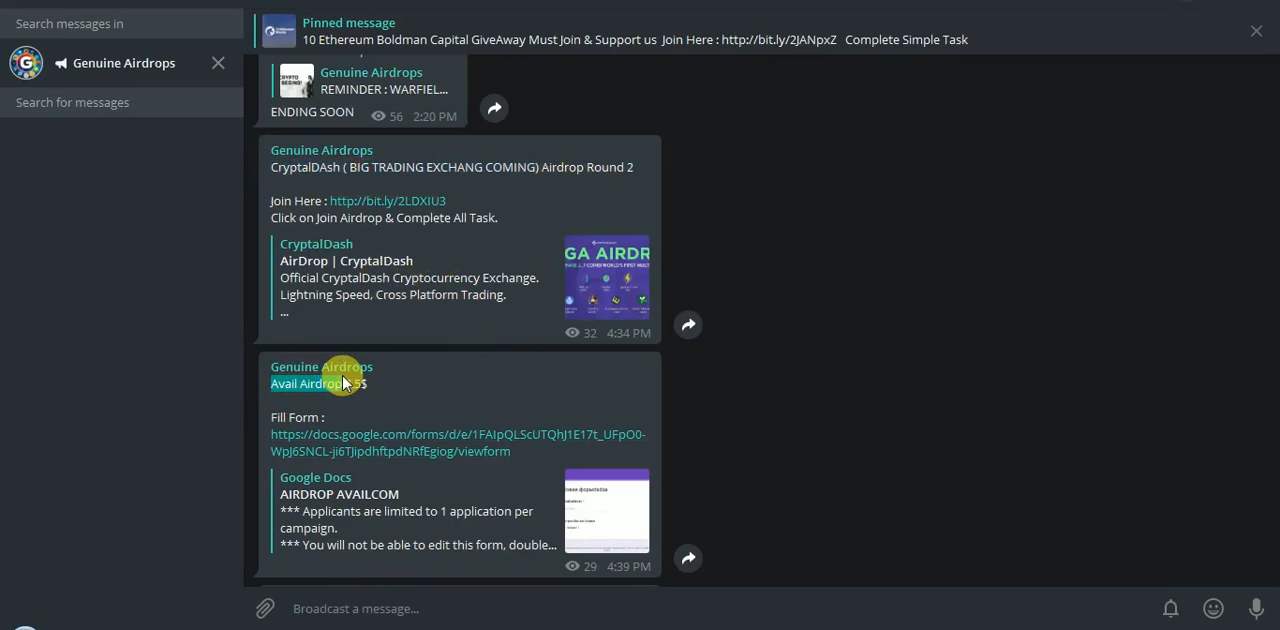 Search messages in
Genuine Airdrops
Search for messages
Pinned message
10 Ethereum Boldman Capital GiveAway Must Join & Support us Join Here : http://bit.ly/2JANpxZ Complete Simple Task
Genuine Airdrops
REMINDER : WARFIEL...
ENDING SOON 56 2:20 PM
Genuine Airdrops
CryptalDAsh ( BIG TRADING EXCHANG COMING) Airdrop Round 2
Join Here : http://bit.ly/2LDXIU3
Click on Join Airdrop & Complete All Task.
CryptalDash
AirDrop | CryptalDash
Official CryptalDash Cryptocurrency Exchange.
Lightning Speed, Cross Platform Trading.
...
GA AIRDR
32 4:34 PM
Genuine Airdrops
Avail Airdrop 5$
Fill Form :
https://docs.google.com/forms/d/e/1FAIpQLScUTQhJ1E17t_UFpO0-
WpJ6SNCL-ji6TJipdhftpdNRfEgiog/viewform
Google Docs
AIRDROP AVAILCOM
*** Applicants are limited to 1 application per
campaign.
*** You will not be able to edit this form, double...
29 4:39 PM
Broadcast a message...